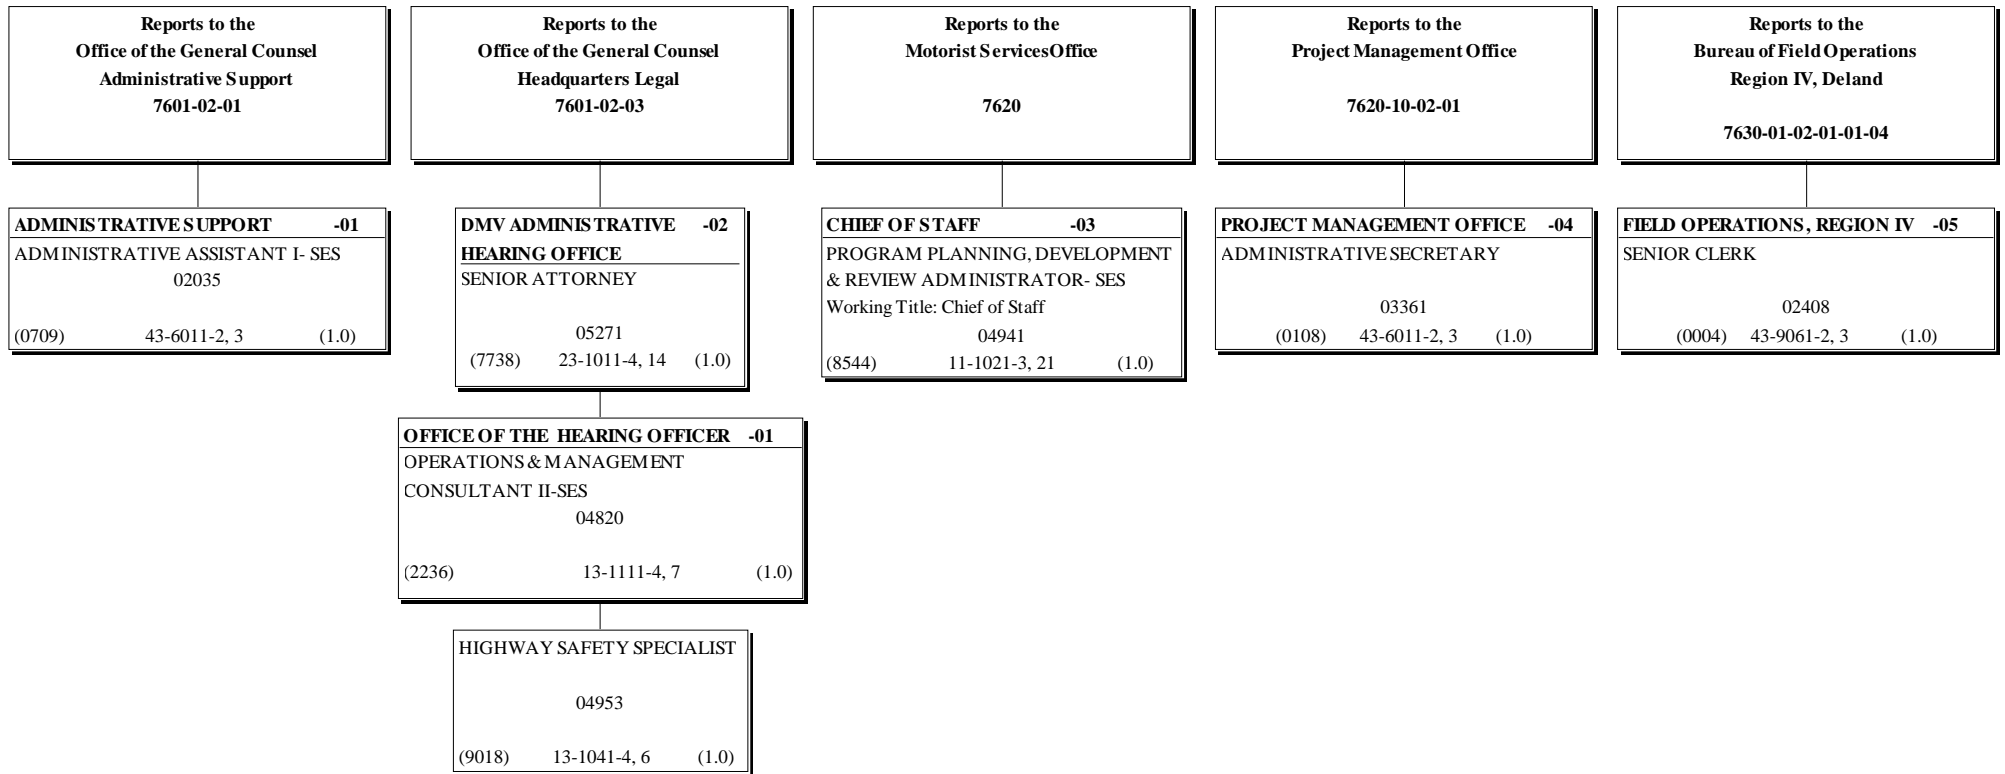 Reports to the
Office of the General Counsel
Administrative Support
7601-02-01
ADMINISTRATIVE SUPPORT -01
ADMINISTRATIVE ASSISTANT I- SES
02035
(0709) 43-6011-2, 3 (1.0)
Reports to the
Office of the General Counsel
Headquarters Legal
7601-02-03
DMV ADMINISTRATIVE -02
HEARING OFFICE
SENIOR ATTORNEY
05271
(7738) 23-1011-4, 14 (1.0)
OFFICE OF THE HEARING OFFICER -01
OPERATIONS & MANAGEMENT
CONSULTANT II-SES
04820
(2236) 13-1111-4, 7 (1.0)
HIGHWAY SAFETY SPECIALIST
04953
(9018) 13-1041-4, 6 (1.0)
Reports to the
Motorist Services Office
7620
CHIEF OF STAFF -03
PROGRAM PLANNING, DEVELOPMENT
& REVIEW ADMINISTRATOR- SES
Working Title: Chief of Staff
04941
(8544) 11-1021-3, 21 (1.0)
Reports to the
Project Management Office
7620-10-02-01
PROJECT MANAGEMENT OFFICE -04
ADMINISTRATIVE SECRETARY
03361
(0108) 43-6011-2, 3 (1.0)
Reports to the
Bureau of Field Operations
Region IV, Deland
7630-01-02-01-01-04
FIELD OPERATIONS, REGION IV -05
SENIOR CLERK
02408
(0004) 43-9061-2, 3 (1.0)